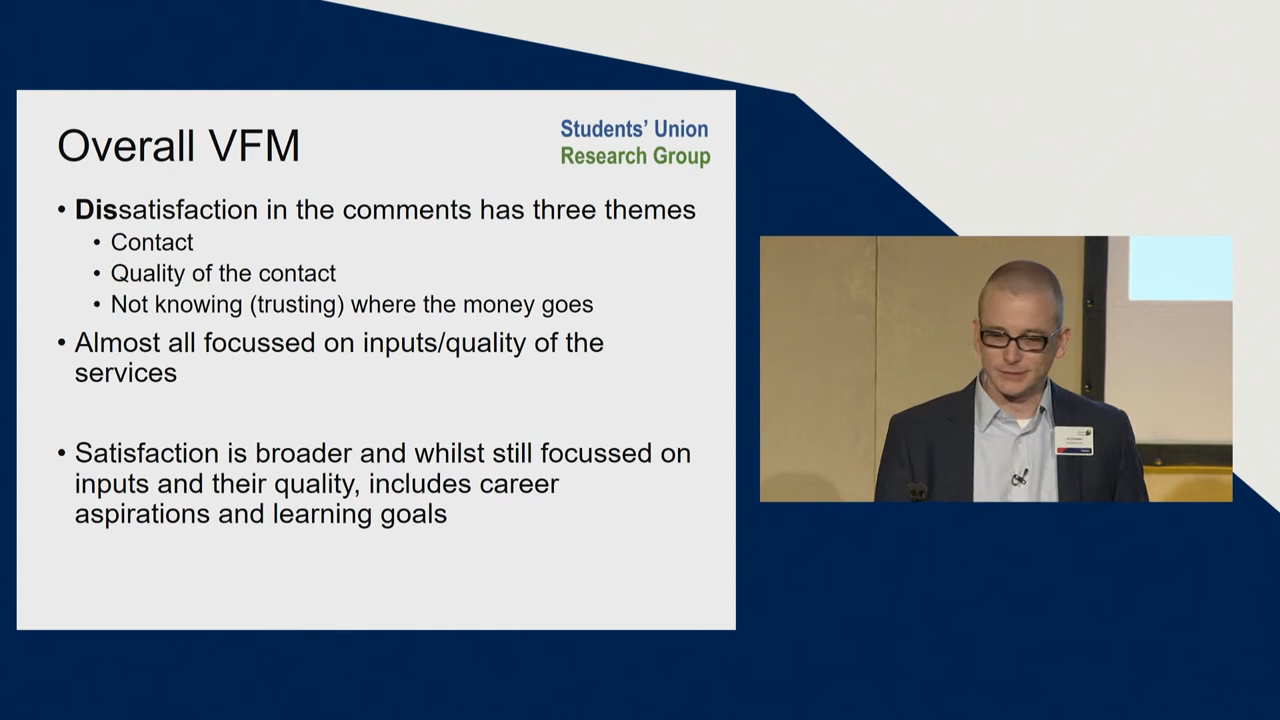 Overall VFM
Students' Union
Research Group
• Dissatisfaction in the comments has three themes
• Contact
• Quality of the contact
• Not knowing (trusting) where the money goes
• Almost all focussed on inputs/quality of the
services
• Satisfaction is broader and whilst still focussed on
inputs and their quality, includes career
aspirations and learning goals